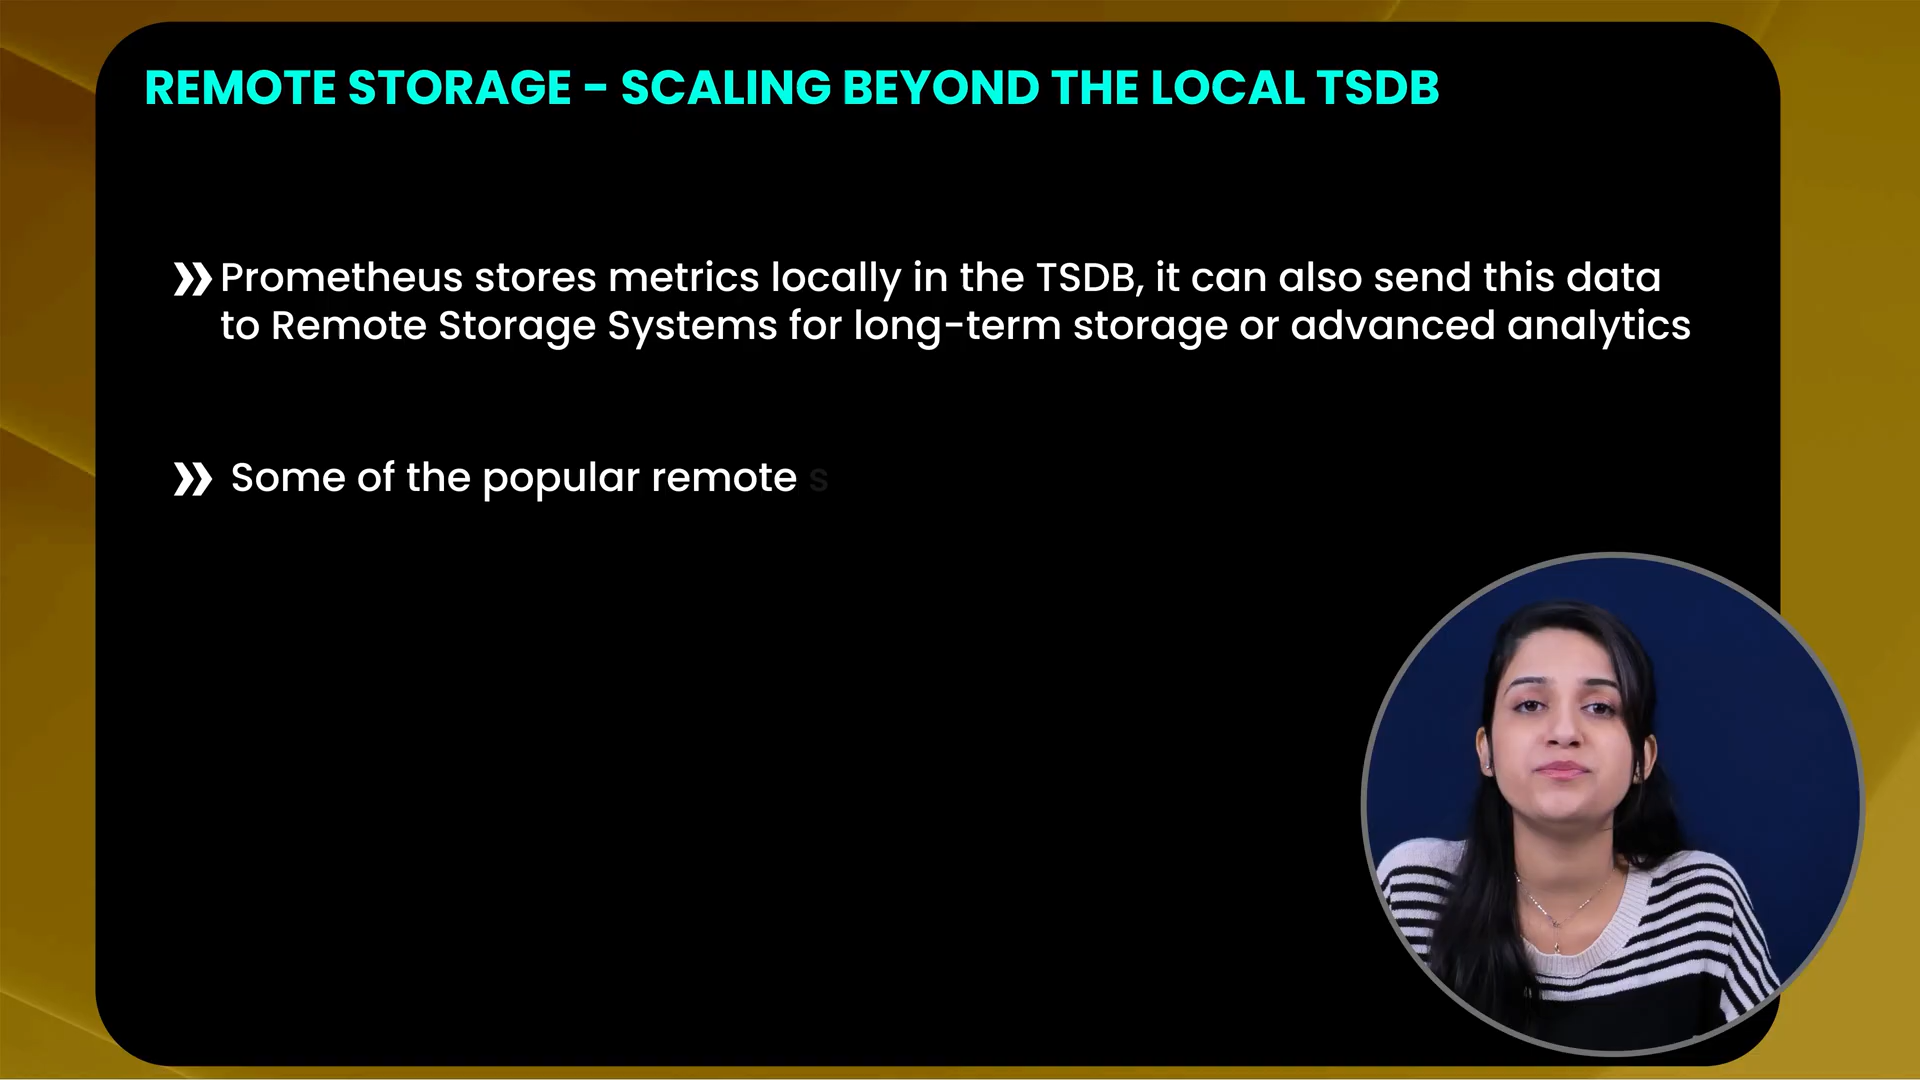 REMOTE STORAGE - SCALING BEYOND THE LOCAL TSDB
Prometheus stores metrics locally in the TSDB, it can also send this data
to Remote Storage Systems for long-term storage or advanced analytics
Some of the popular remote s